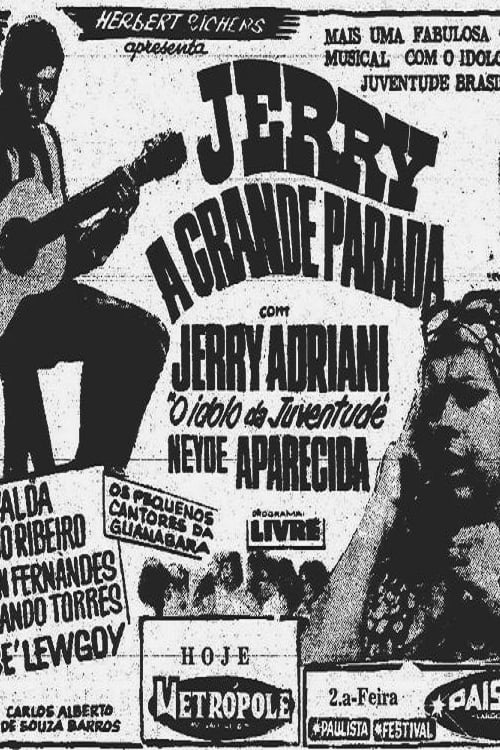 HERBERT RICHERS
apresenta
MAIS UMA FABULOSA
MUSICAL COM O IDOLO
JUVENTUDE BRASI
JERRY
A GRANDE PARADA
com
JERRY ADRIANI
"O idolo da Juventude"
NEYDE APARECIDA
OS PEQUENOS
CANTORES DA
GUANABARA
PROGRAMA:
LIVRE
ALDA
O RIBEIRO
N FERNANDES
ANDO TORRES
E' LEWGOY
CARLOS ALBERTO
DE SOUZA BARROS
HOJE
METRÓPOLE
2.a-Feira
PAIS
*PAULISTA *FESTIVAL